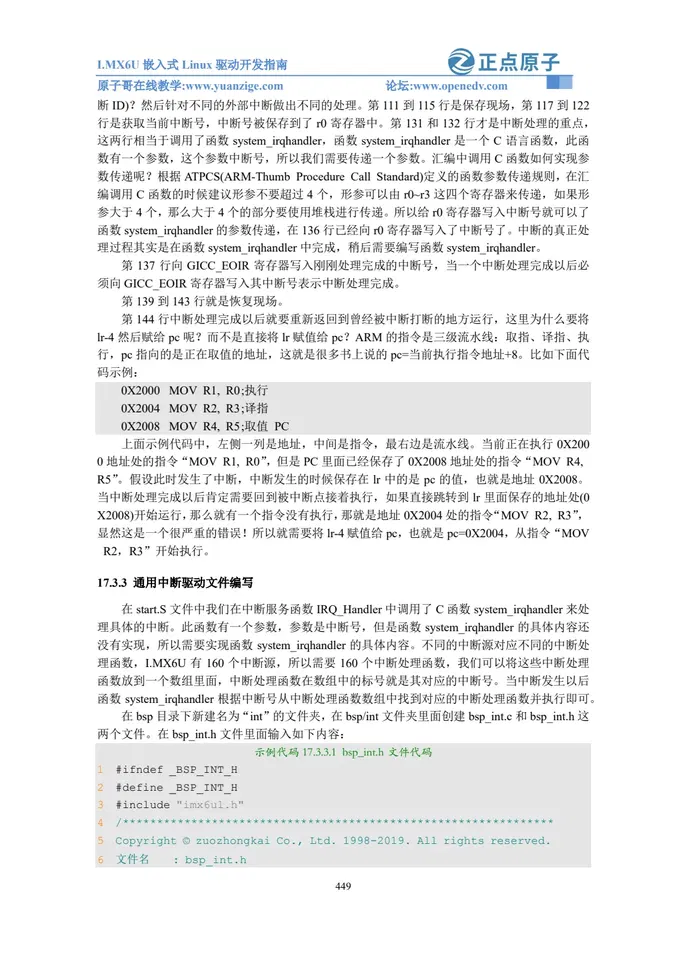 I.MX6U 嵌入式 Linux 驱动开发指南
正点原子
原子哥在线教学:www.yuanzige.com 论坛:www.openedv.com
断 ID)？然后针对不同的外部中断做出不同的处理。第 111 到 115 行是保存现场，第 117 到 122
行是获取当前中断号，中断号被保存到了 r0 寄存器中。第 131 和 132 行才是中断处理的重点，
这两行相当于调用了函数 system_irqhandler，函数 system_irqhandler 是一个 C 语言函数，此函
数有一个参数，这个参数中断号，所以我们需要传递一个参数。汇编中调用 C 函数如何实现参
数传递呢？根据 ATPCS(ARM-Thumb Procedure Call Standard)定义的函数参数传递规则，在汇
编调用 C 函数的时候建议形参不要超过 4 个，形参可以由 r0~r3 这四个寄存器来传递，如果形
参大于 4 个，那么大于 4 个的部分要使用堆栈进行传递。所以给 r0 寄存器写入中断号就可以了
函数 system_irqhandler 的参数传递，在 136 行已经向 r0 寄存器写入了中断号了。中断的真正处
理过程其实是在函数 system_irqhandler 中完成，稍后需要编写函数 system_irqhandler。
第 137 行向 GICC_EOIR 寄存器写入刚刚处理完成的中断号，当一个中断处理完成以后必
须向 GICC_EOIR 寄存器写入其中断号表示中断处理完成。
第 139 到 143 行就是恢复现场。
第 144 行中断处理完成以后就要重新返回到曾经被中断打断的地方运行，这里为什么要将
lr-4 然后赋给 pc 呢？而不是直接将 lr 赋值给 pc？ARM 的指令是三级流水线：取指、译指、执
行，pc 指向的是正在取值的地址，这就是很多书上说的 pc=当前执行指令地址+8。比如下面代
码示例：
0X2000 MOV R1, R0 ;执行
0X2004 MOV R2, R3 ;译指
0X2008 MOV R4, R5 ;取值 PC
上面示例代码中，左侧一列是地址，中间是指令，最右边是流水线。当前正在执行 0X200
0 地址处的指令“MOV R1, R0”，但是 PC 里面已经保存了 0X2008 地址处的指令“MOV R4,
R5”。假设此时发生了中断，中断发生的时候保存在 lr 中的是 pc 的值，也就是地址 0X2008。
当中断处理完成以后肯定需要回到被中断点接着执行，如果直接跳转到 lr 里面保存的地址处(0
X2008)开始运行，那么就有一个指令没有执行，那就是地址 0X2004 处的指令“MOV R2, R3”，
显然这是一个很严重的错误！所以就需要将 lr-4 赋值给 pc，也就是 pc=0X2004，从指令“MOV
R2，R3”开始执行。
17.3.3 通用中断驱动文件编写
在 start.S 文件中我们在中断服务函数 IRQ_Handler 中调用了 C 函数 system_irqhandler 来处
理具体的中断。此函数有一个参数，参数是中断号，但是函数 system_irqhandler 的具体内容还
没有实现，所以需要实现函数 system_irqhandler 的具体内容。不同的中断源对应不同的中断处
理函数，I.MX6U 有 160 个中断源，所以需要 160 个中断处理函数，我们可以将这些中断处理
函数放到一个数组里面，中断处理函数在数组中的标号就是其对应的中断号。当中断发生以后
函数 system_irqhandler 根据中断号从中断处理函数数组中找到对应的中断处理函数并执行即可。
在 bsp 目录下新建名为“int”的文件夹，在 bsp/int 文件夹里面创建 bsp_int.c 和 bsp_int.h 这
两个文件。在 bsp_int.h 文件里面输入如下内容：
示例代码 17.3.3.1 bsp_int.h 文件代码
1 #ifndef _BSP_INT_H
2 #define _BSP_INT_H
3 #include "imx6ul.h"
4 /***************************************************************
5 Copyright © zuozhongkai Co., Ltd. 1998-2019. All rights reserved.
6 文件名 : bsp_int.h
449